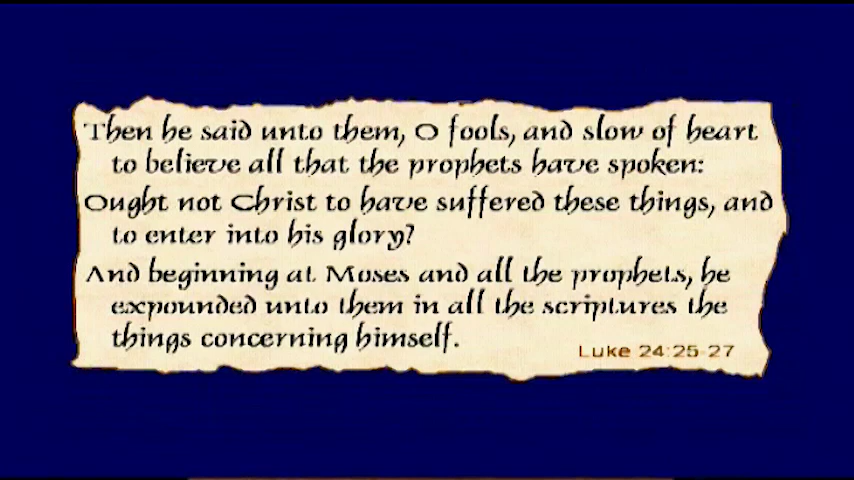 Then he said unto them, O fools, and slow of heart
to believe all that the prophets have spoken:
Ought not Christ to have suffered these things, and
to enter into his glory?
And beginning at Moses and all the prophets, he
expounded unto them in all the scriptures the
things concerning himself.
Luke 24:25-27